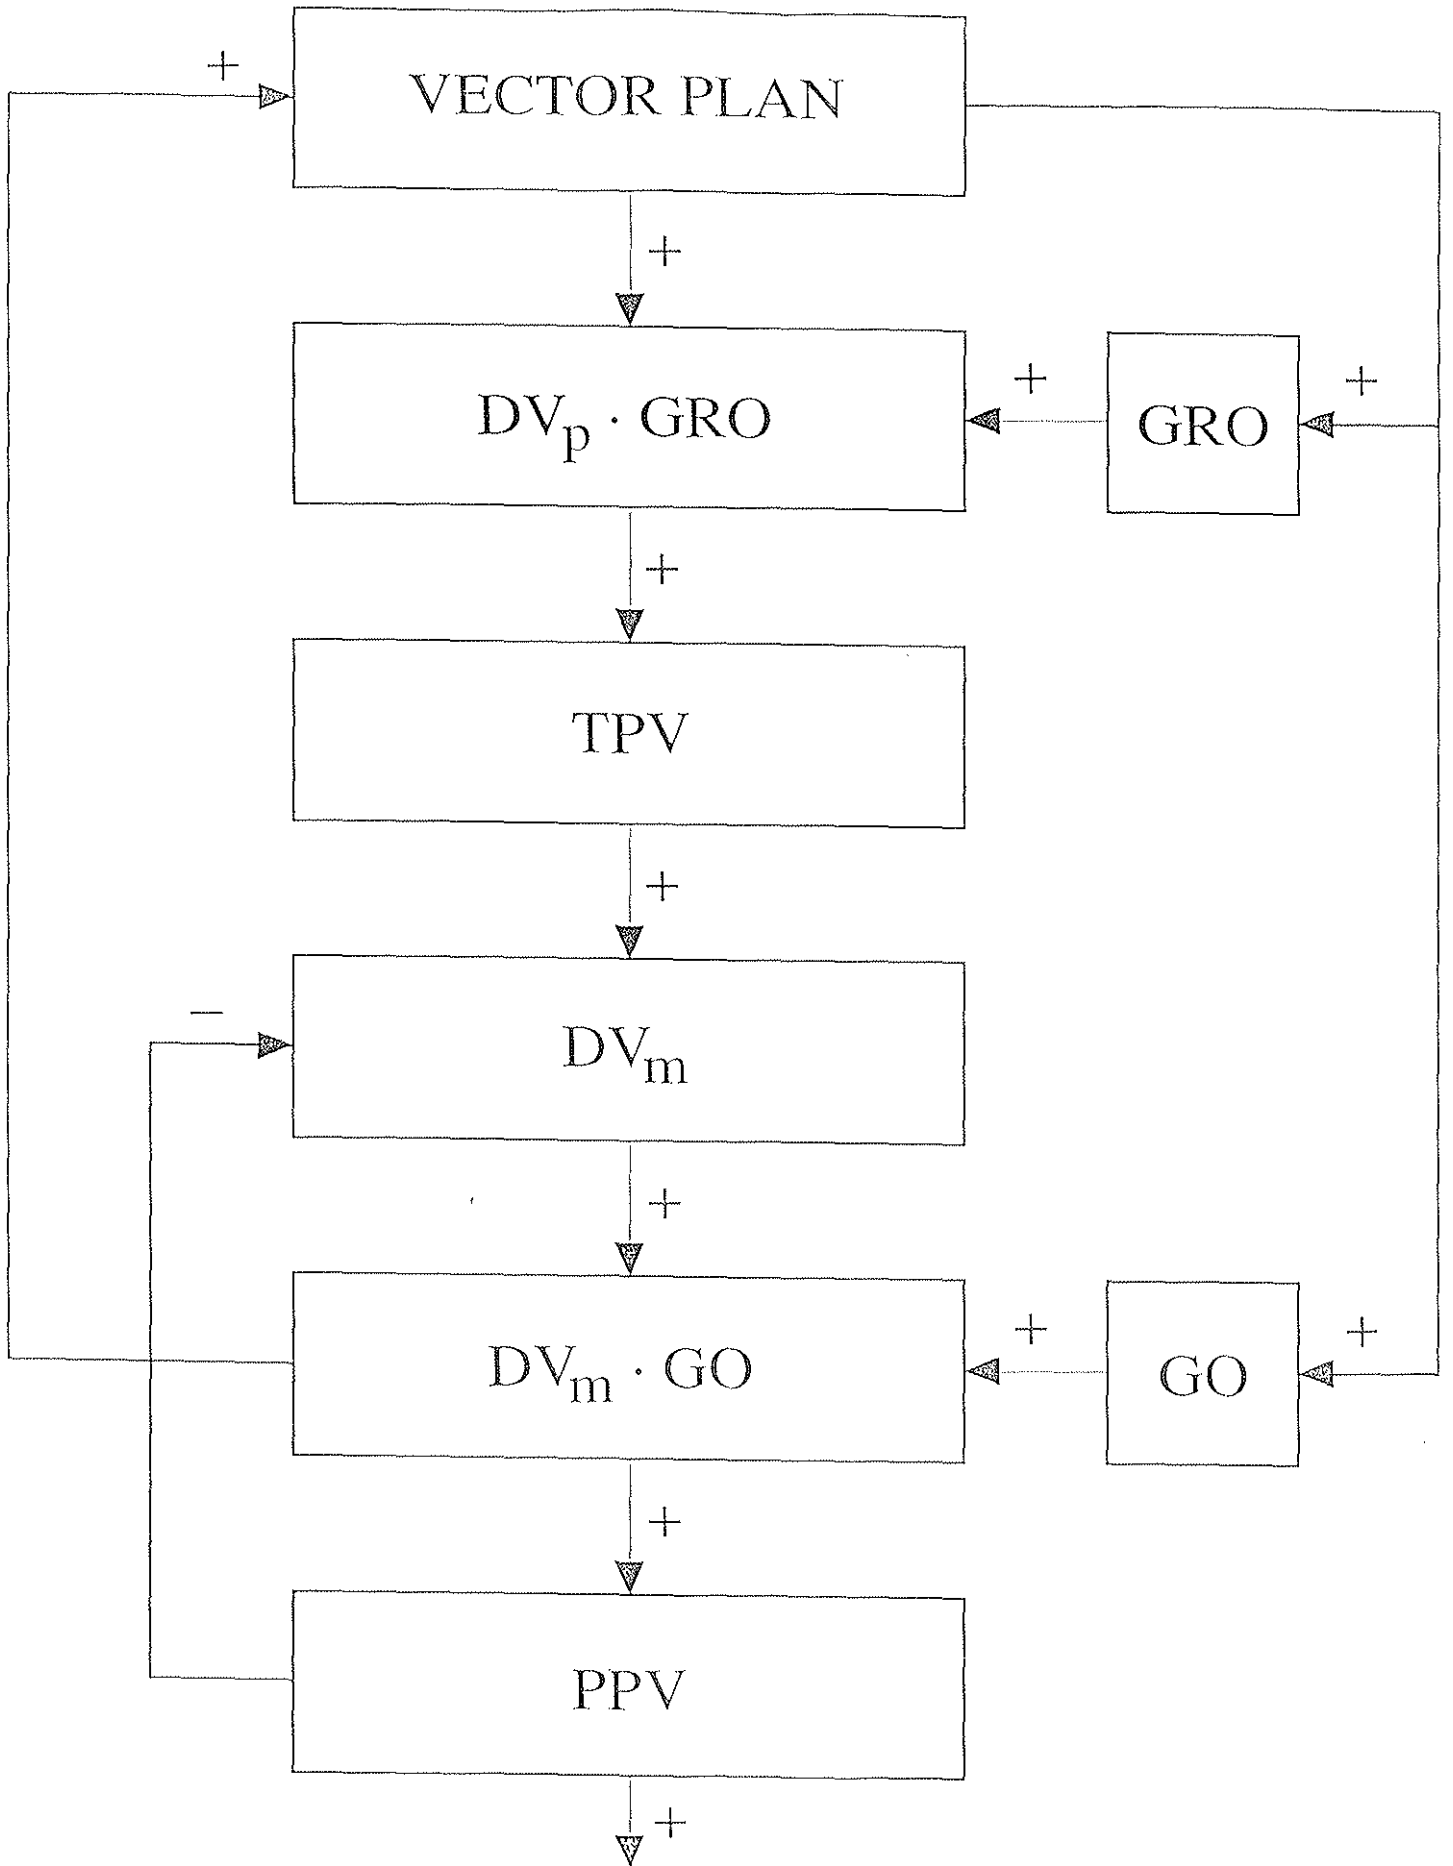 +
VECTOR PLAN
+
DVp · GRO
+
GRO
+
+
TPV
+
−
DVm
+
DVm · GO
+
GO
+
+
PPV
+